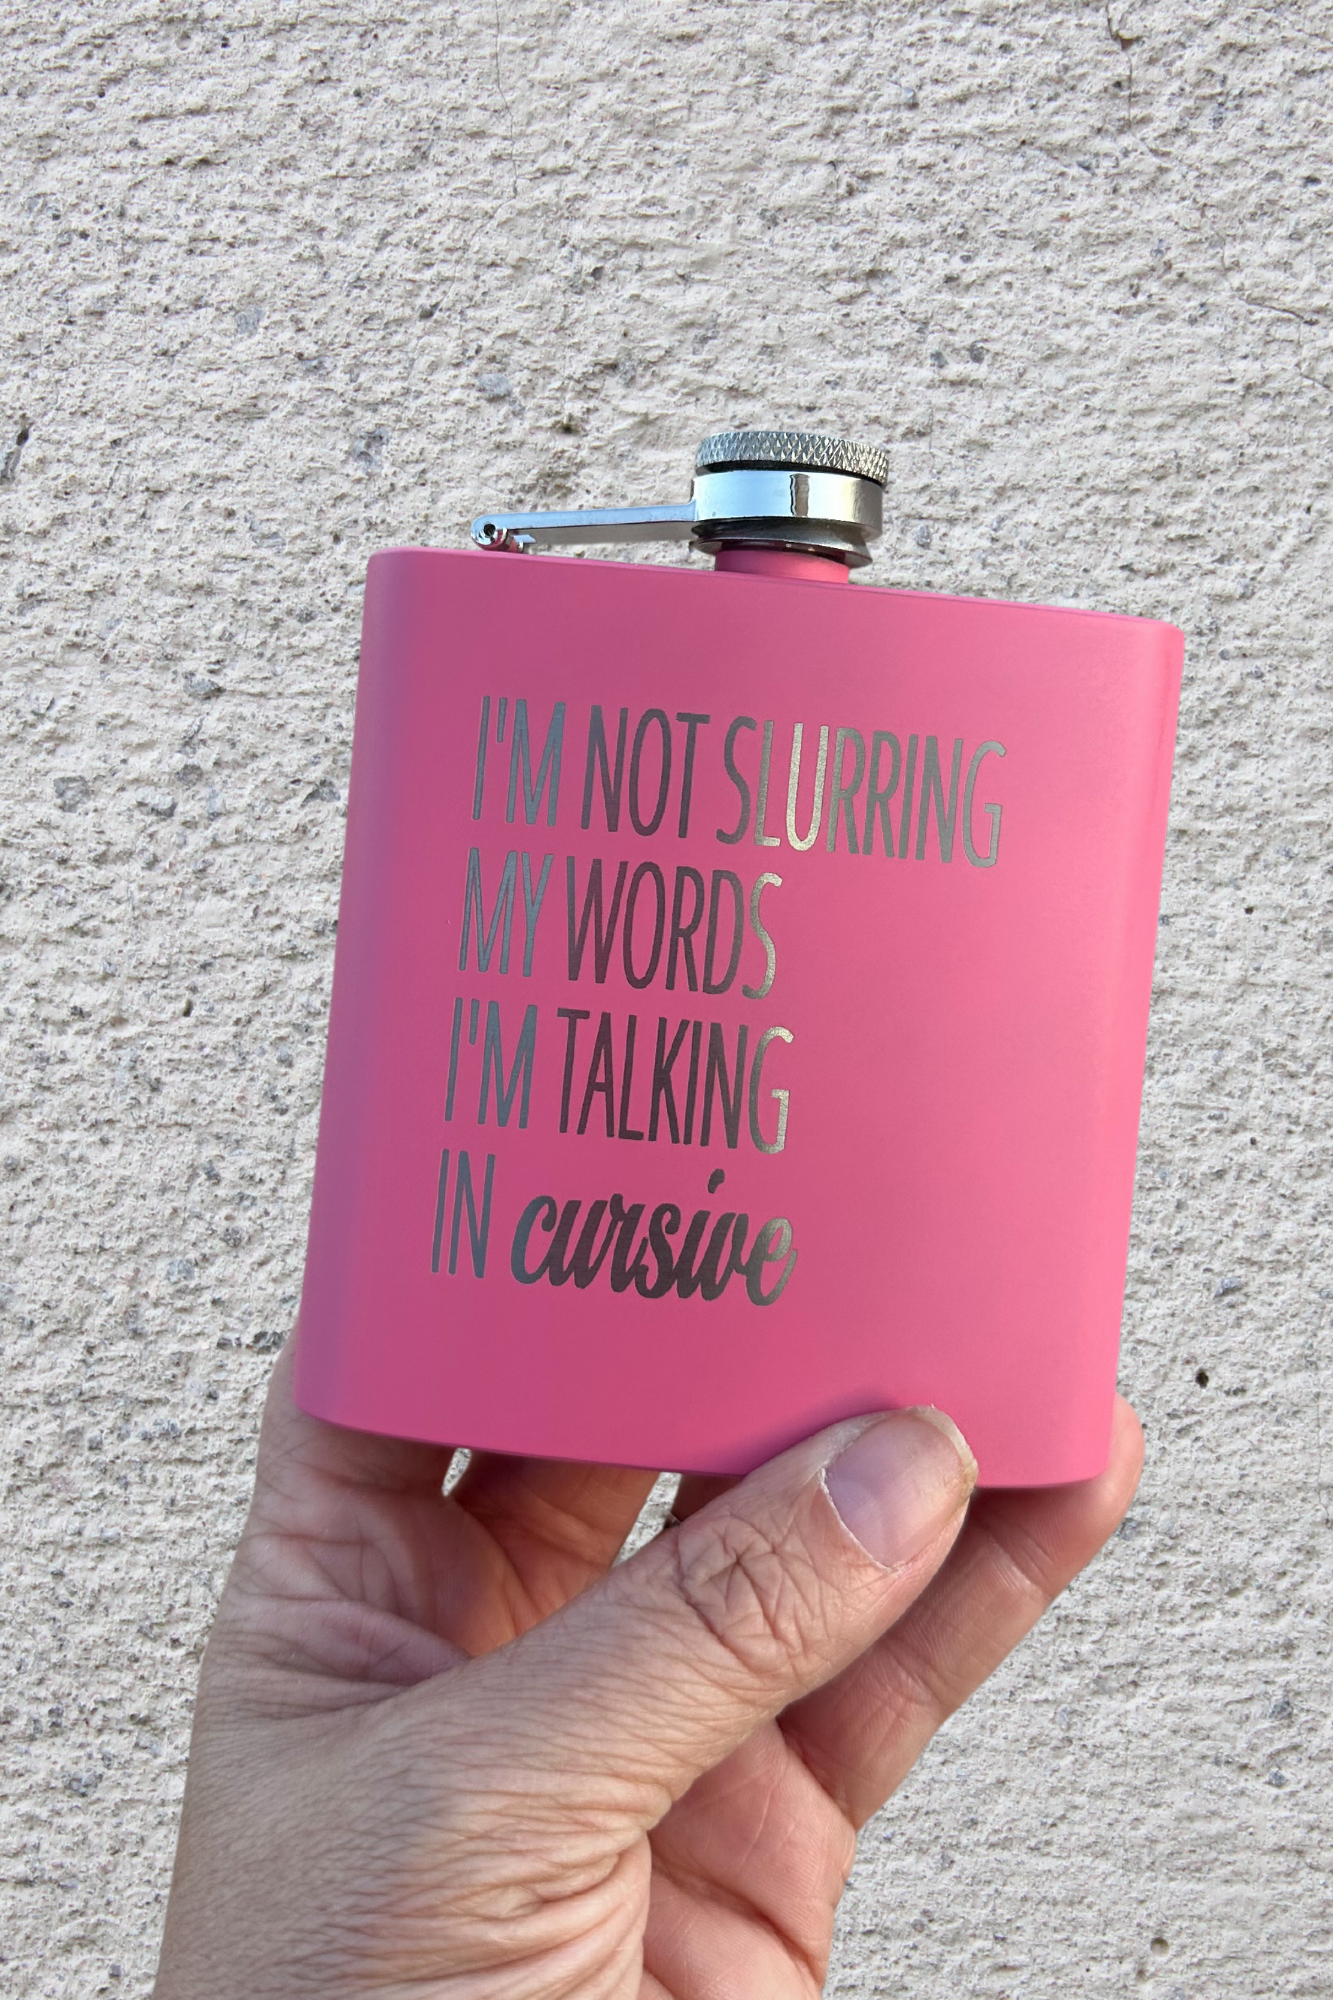 I'M NOT SLURRING
MY WORDS
I'M TALKING
IN cursive